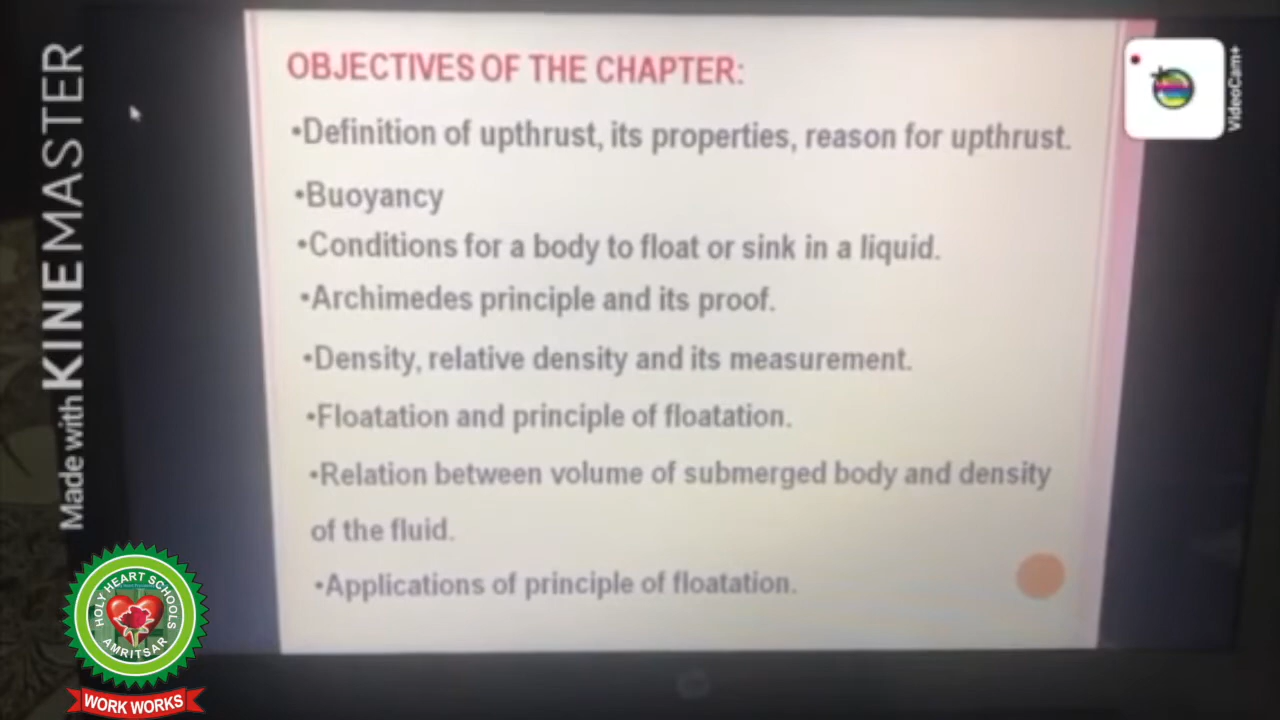 OBJECTIVES OF THE CHAPTER:
•Definition of upthrust, its properties, reason for upthrust.
•Buoyancy
•Conditions for a body to float or sink in a liquid.
•Archimedes principle and its proof.
•Density, relative density and its measurement.
•Floatation and principle of floatation.
•Relation between volume of submerged body and density
of the fluid.
•Applications of principle of floatation.
Made with KINEMASTER
VideoCam+
HOLY HEART SCHOOLS
AMRITSAR
WORK WORKS